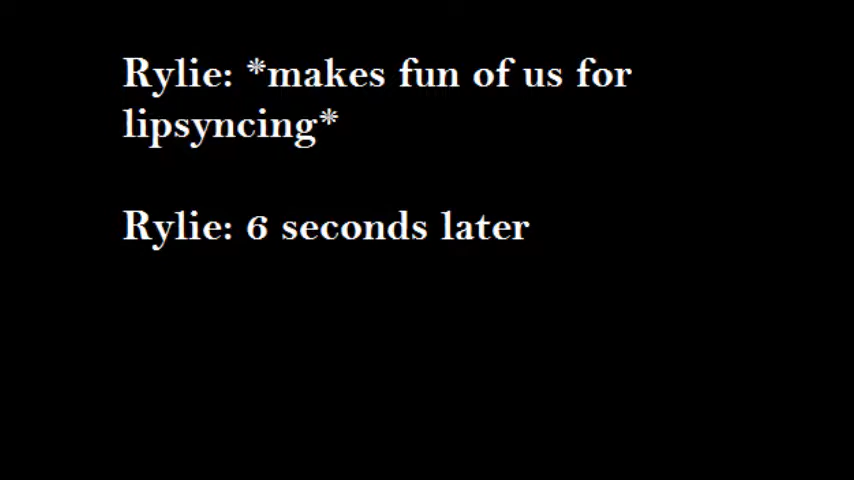 Rylie: *makes fun of us for
lipsyncing*
Rylie: 6 seconds later